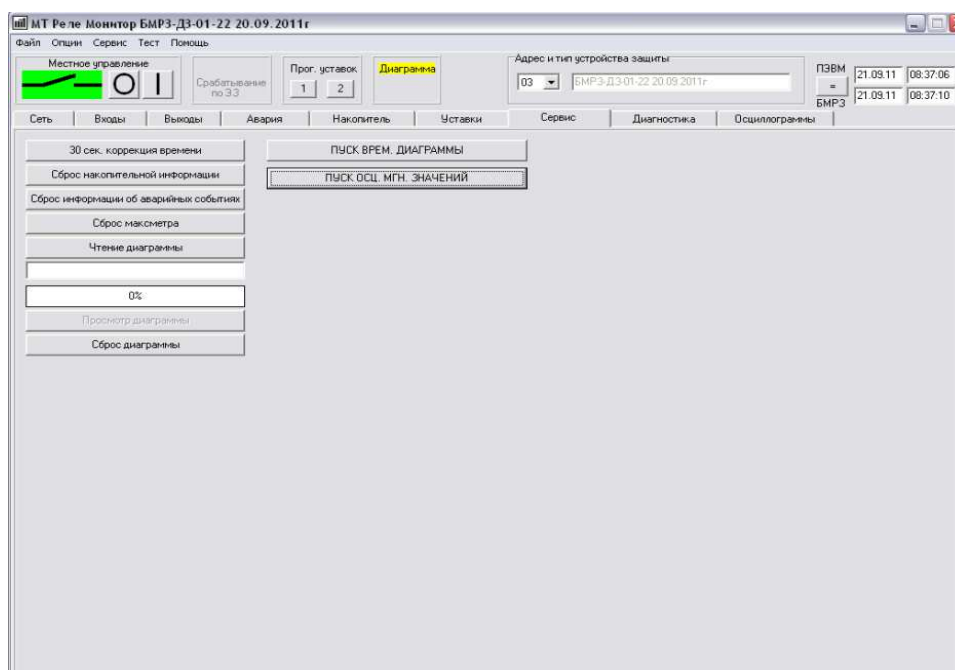 МТ Реле Монитор БМРЗ-ДЗ-01-22 20.09.2011г
Файл Опции Сервис Тест Помощь
Местное управление
Срабатывание
по ЗЗ
Прог. уставок
1 2
Диаграмма
Адрес и тип устройства защиты
03 БМРЗ-ДЗ-01-22 20.09.2011г
ПЭВМ
=
БМРЗ
21.09.11 08:37:06
21.09.11 08:37:10
Сеть Входы Выходы Авария Накопитель Уставки Сервис Диагностика Осциллограммы
30 сек. коррекция времени
ПУСК ВРЕМ. ДИАГРАММЫ
Сброс накопительной информации
ПУСК ОСЦ. МГН. ЗНАЧЕНИЙ
Сброс информации об аварийных событиях
Сброс максметра
Чтение диаграммы
0%
Просмотр диаграммы
Сброс диаграммы